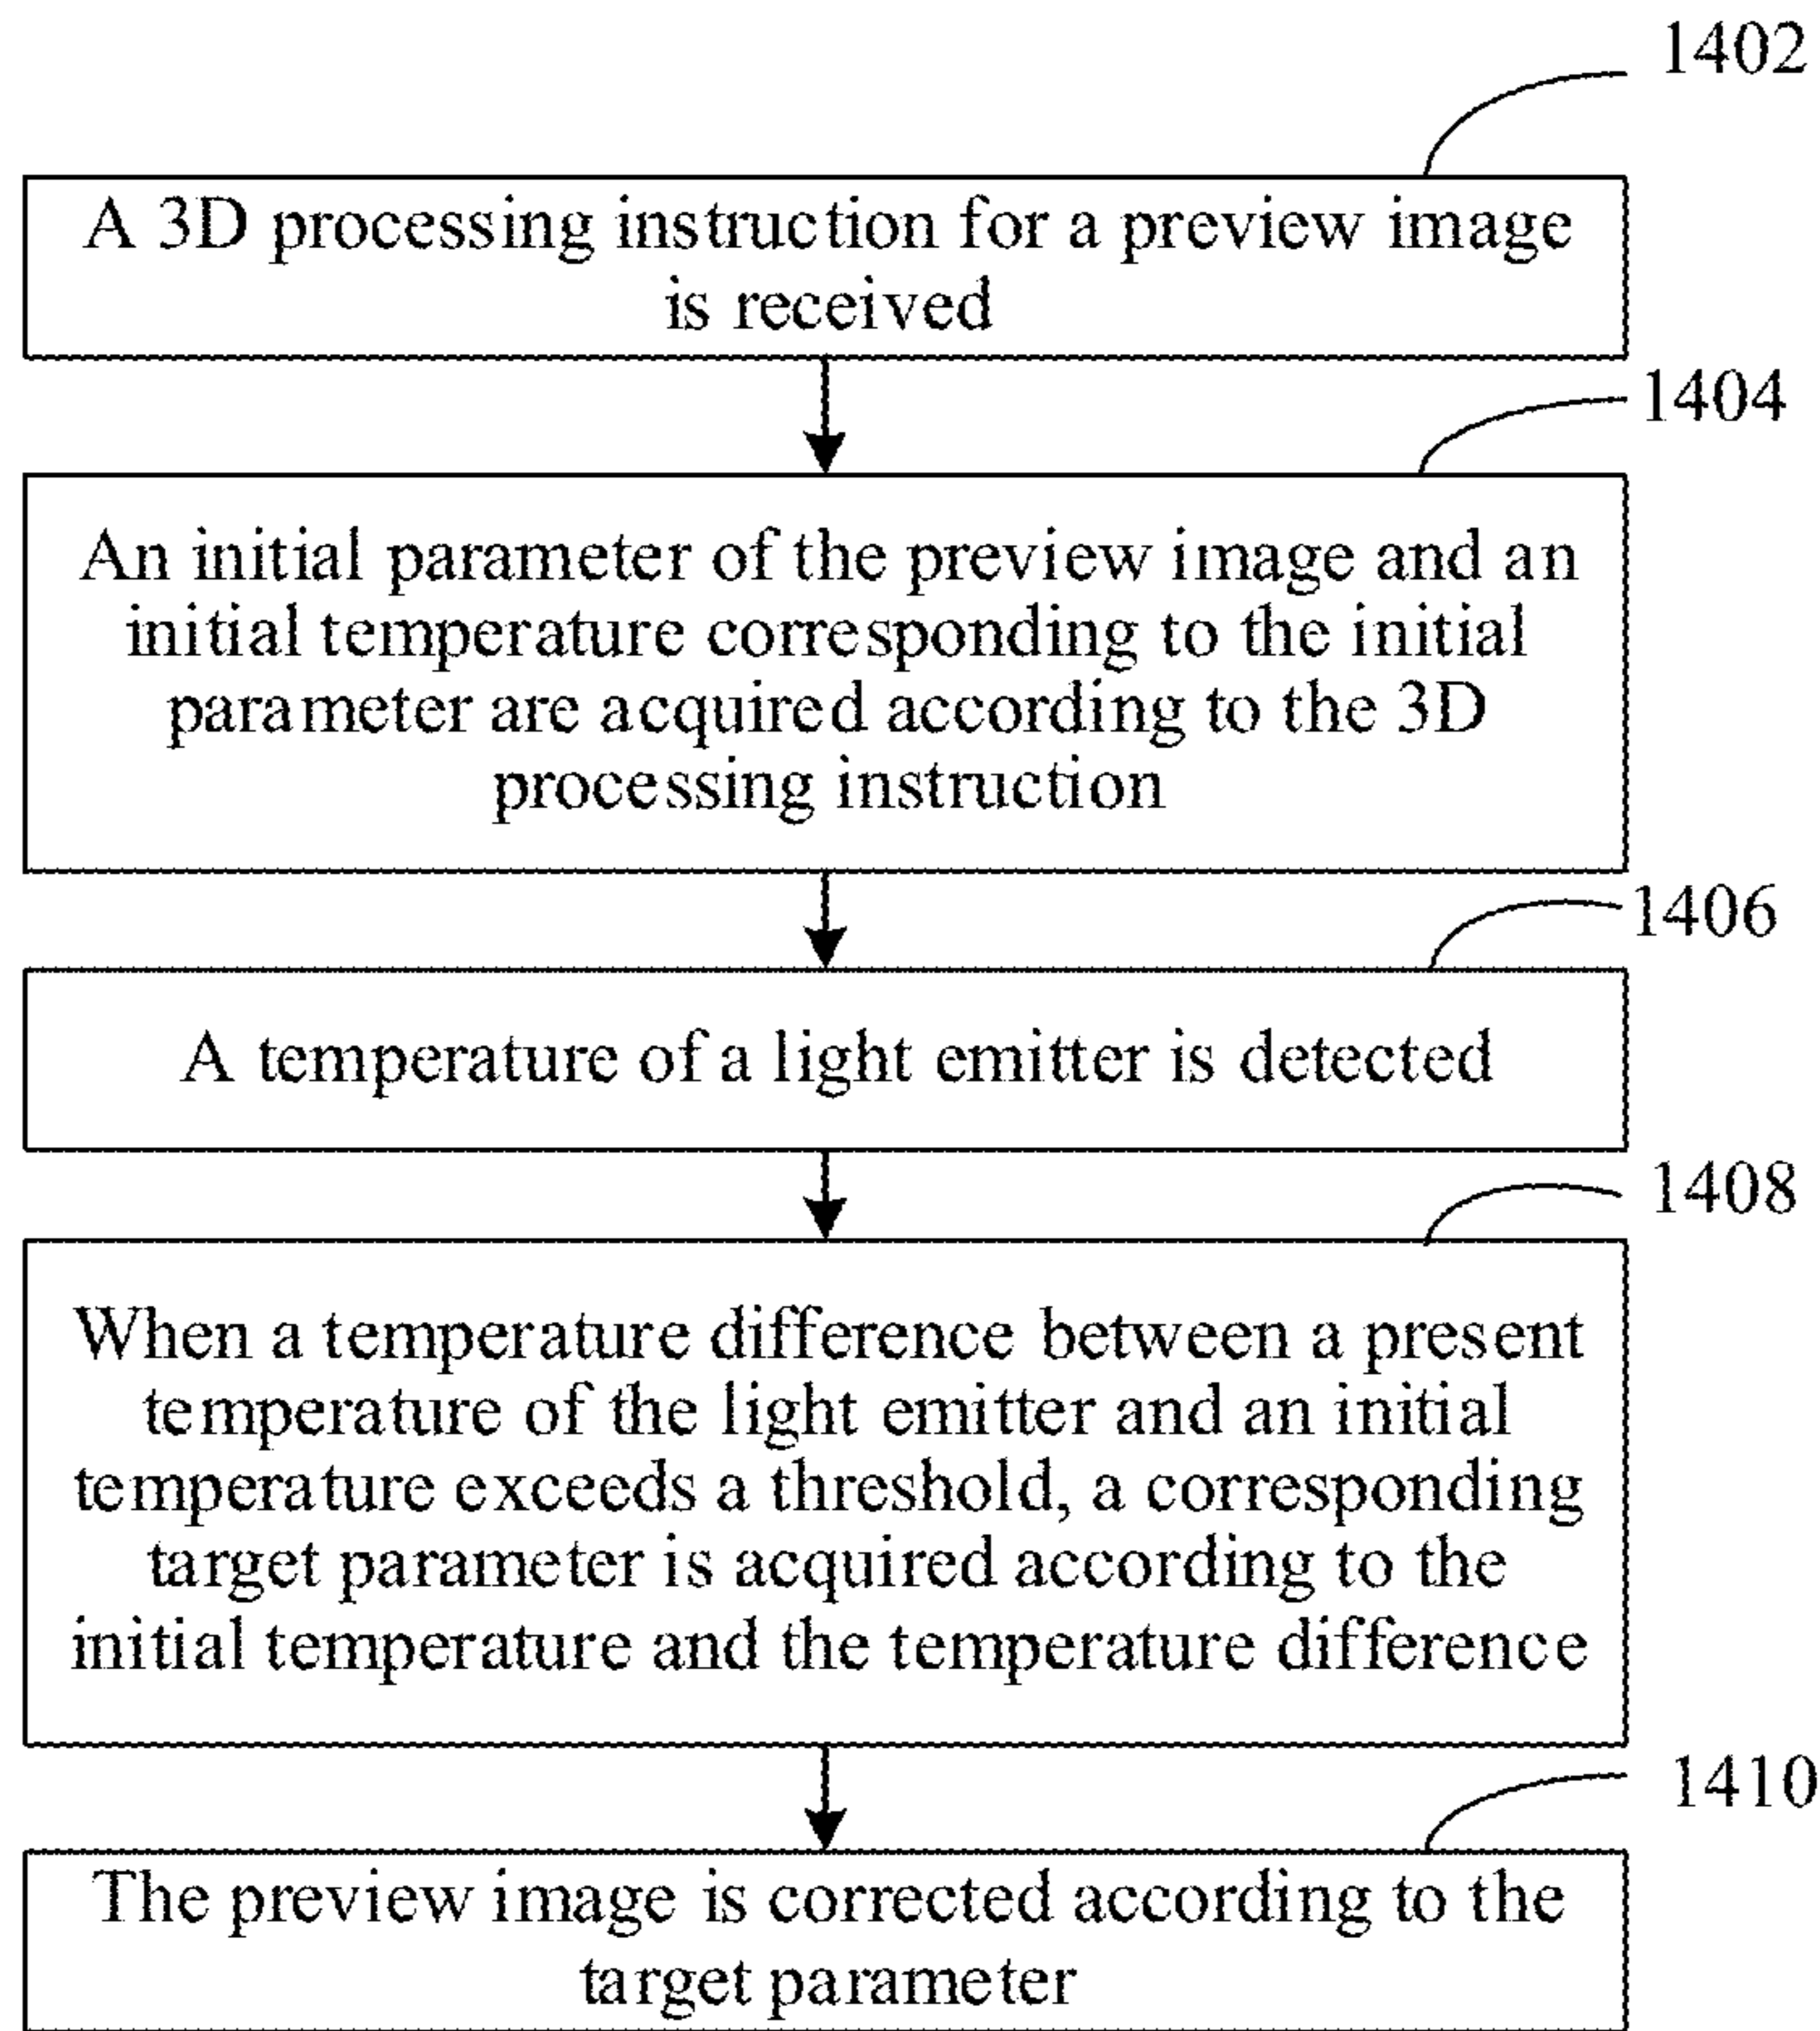 1402
A 3D processing instruction for a preview image
is received
1404
An initial parameter of the preview image and an
initial temperature corresponding to the initial
parameter are acquired according to the 3D
processing instruction
1406
A temperature of a light emitter is detected
1408
When a temperature difference between a present
temperature of the light emitter and an initial
temperature exceeds a threshold, a corresponding
target parameter is acquired according to the
initial temperature and the temperature difference
1410
The preview image is corrected according to the
target parameter